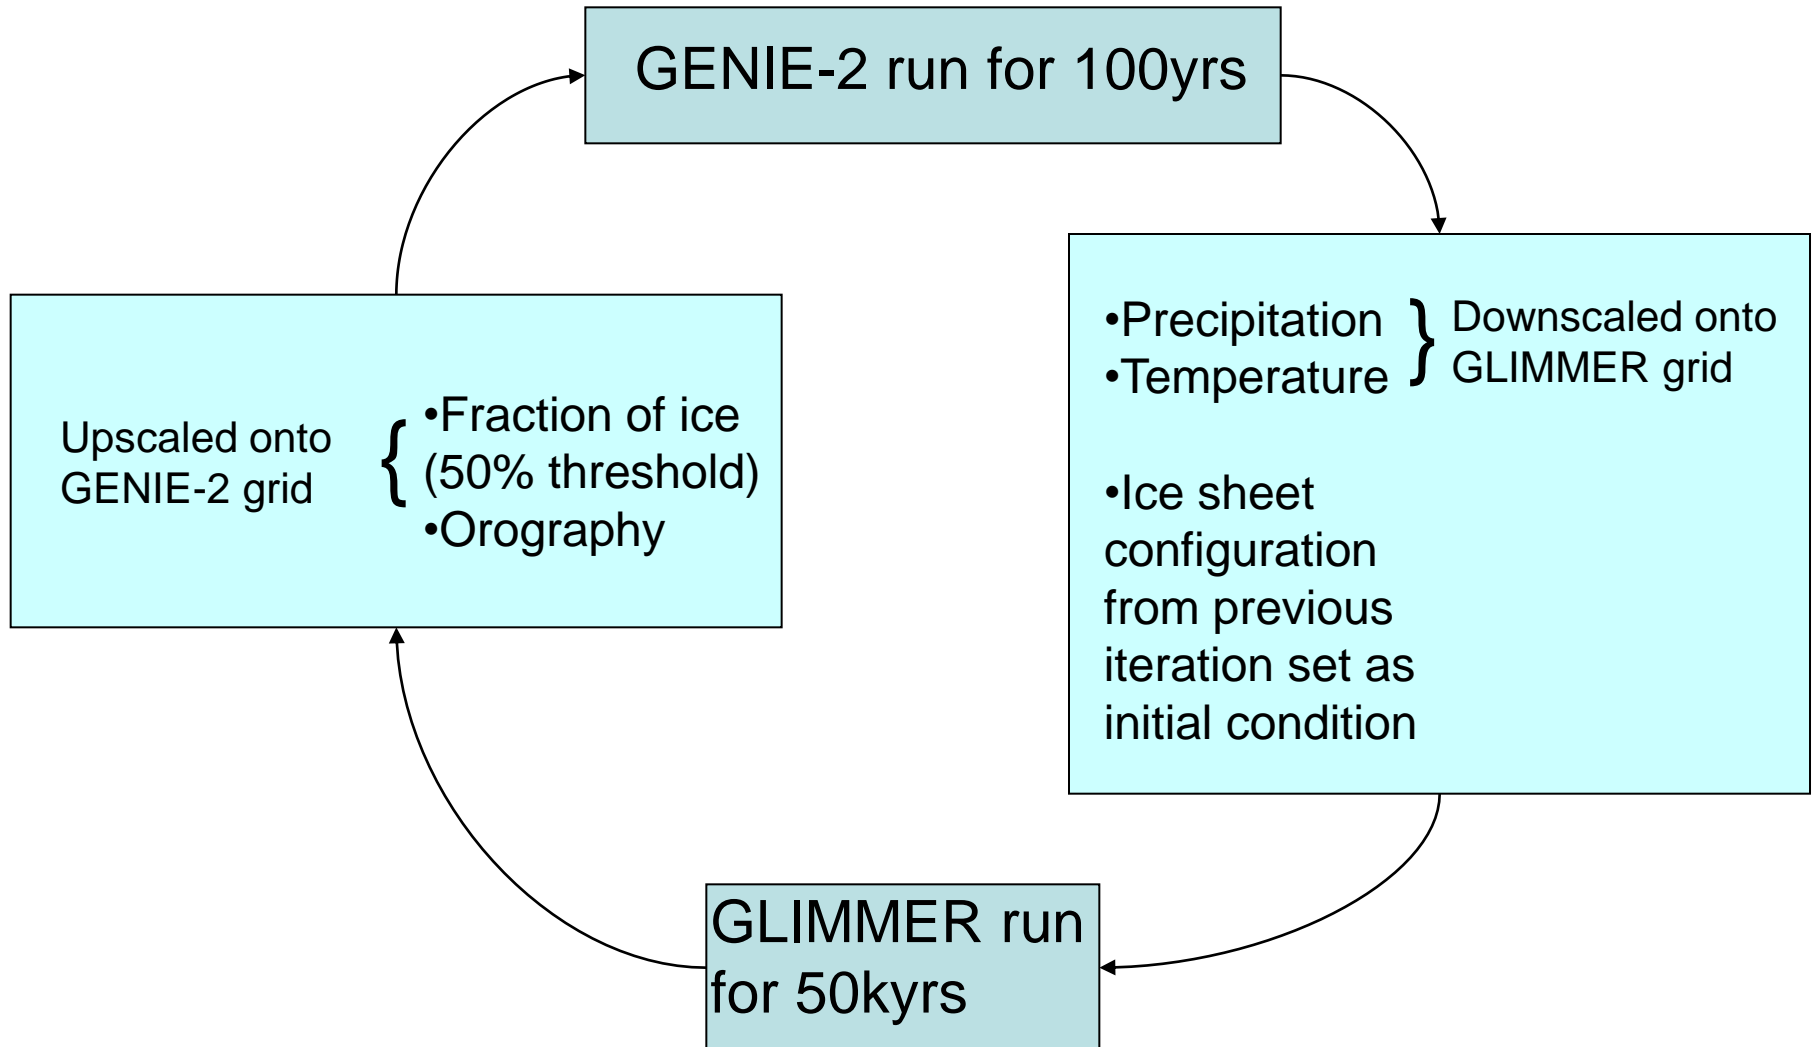 GENIE-2 run for 100yrs
•Precipitation
•Temperature
} Downscaled onto
GLIMMER grid
•Ice sheet
configuration
from previous
iteration set as
initial condition
GLIMMER run
for 50kyrs
Upscaled onto
GENIE-2 grid
{
•Fraction of ice
(50% threshold)
•Orography